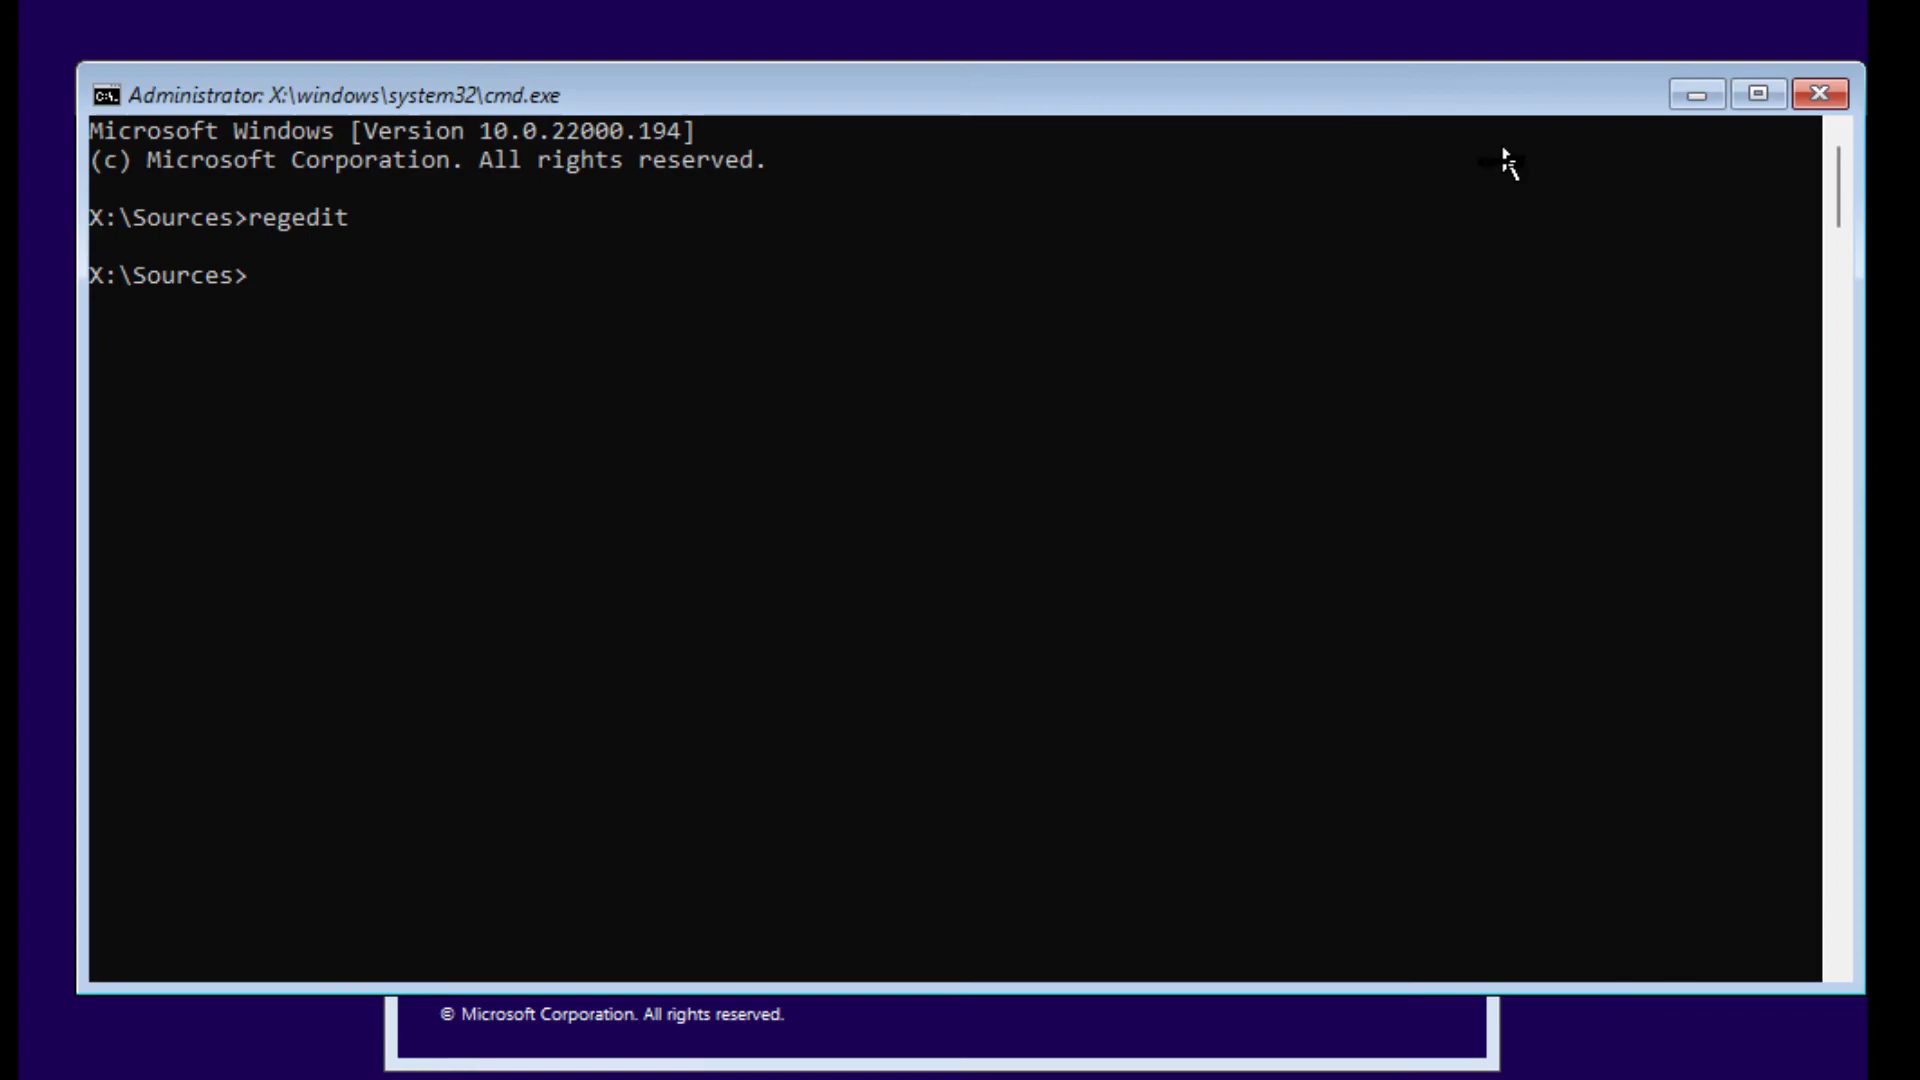 Administrator: X:\windows\system32\cmd.exe
Microsoft Windows [Version 10.0.22000.194]
(c) Microsoft Corporation. All rights reserved.
X:\Sources>regedit
X:\Sources>
© Microsoft Corporation. All rights reserved.